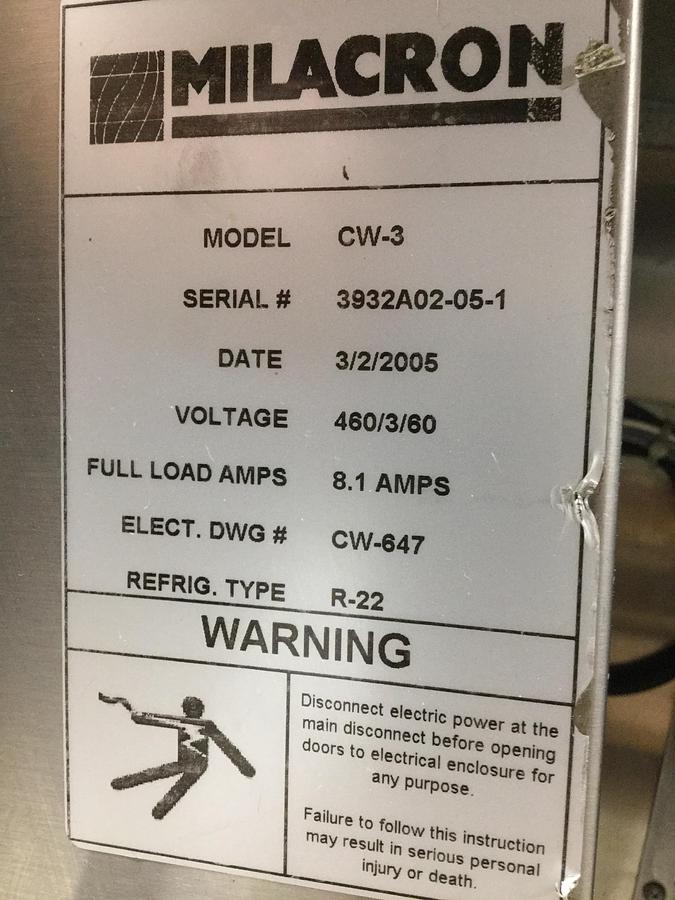 MILACRON
MODEL CW-3
SERIAL # 3932A02-05-1
DATE 3/2/2005
VOLTAGE 460/3/60
FULL LOAD AMPS 8.1 AMPS
ELECT. DWG # CW-647
REFRIG. TYPE R-22
WARNING
Disconnect electric power at the
main disconnect before opening
doors to electrical enclosure for
any purpose.
Failure to follow this instruction
may result in serious personal
injury or death.